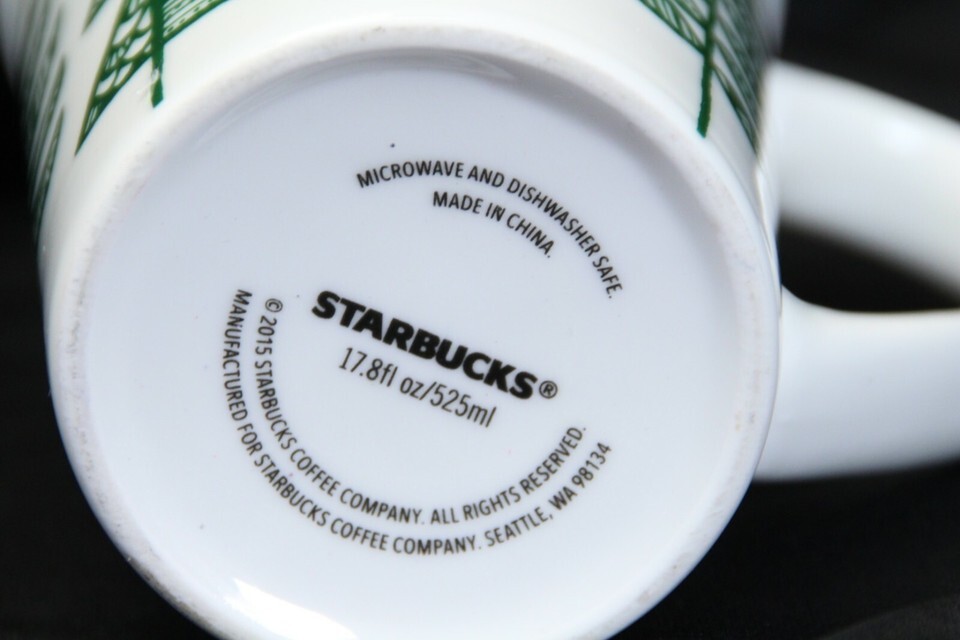 MICROWAVE AND DISHWASHER SAFE.
MADE IN CHINA.
STARBUCKS®
17.8fl oz/525ml
©2015 STARBUCKS COFFEE COMPANY. ALL RIGHTS RESERVED.
MANUFACTURED FOR STARBUCKS COFFEE COMPANY. SEATTLE, WA 98134